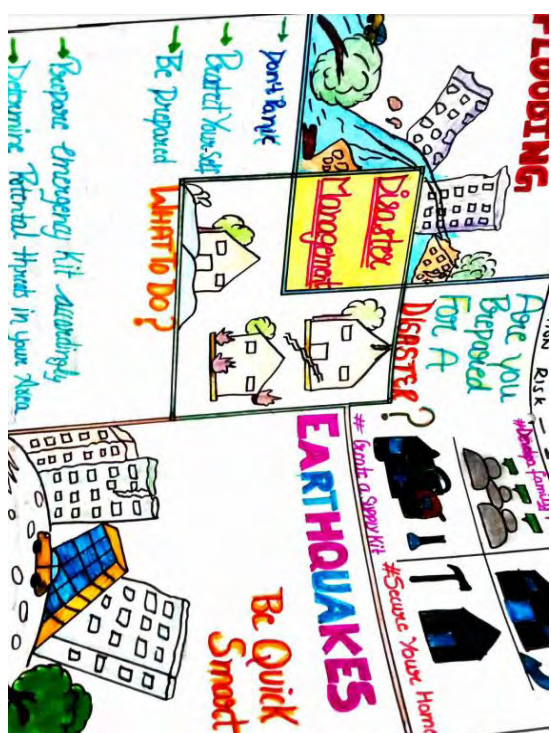 FLOODING
Disaster
Management
Don't Panic
Protect Your-self
Be Prepared
WHAT TO DO?
Prepare emergency Kit accordingly
Determine Potential threats in your Area
RISK
Are you
Prepared
FOR A
DISASTER?
# Create a Supply Kit
#Secure Your Home
EARTHQUAKES
Be Quick
Smart